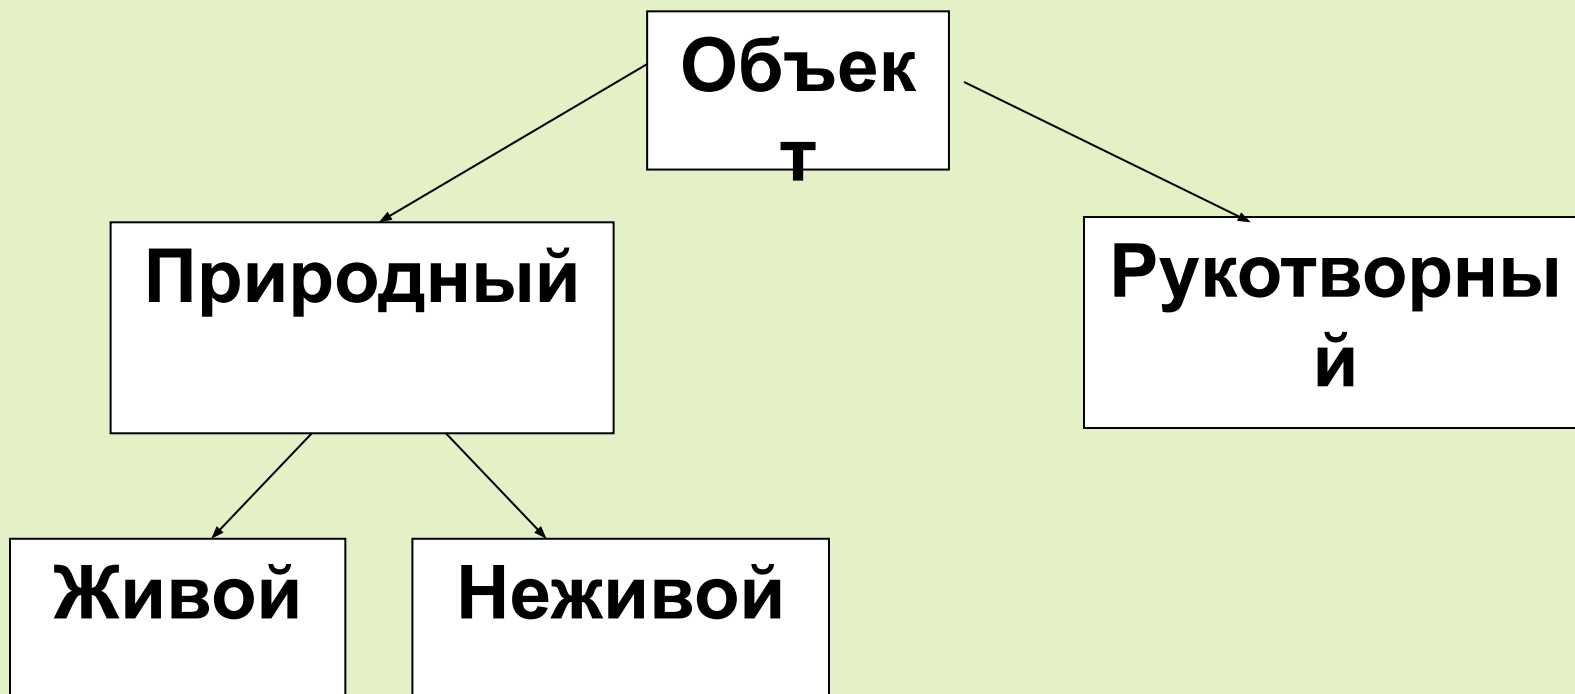 Объек
т
Природный
Рукотворны
й
Живой
Неживой